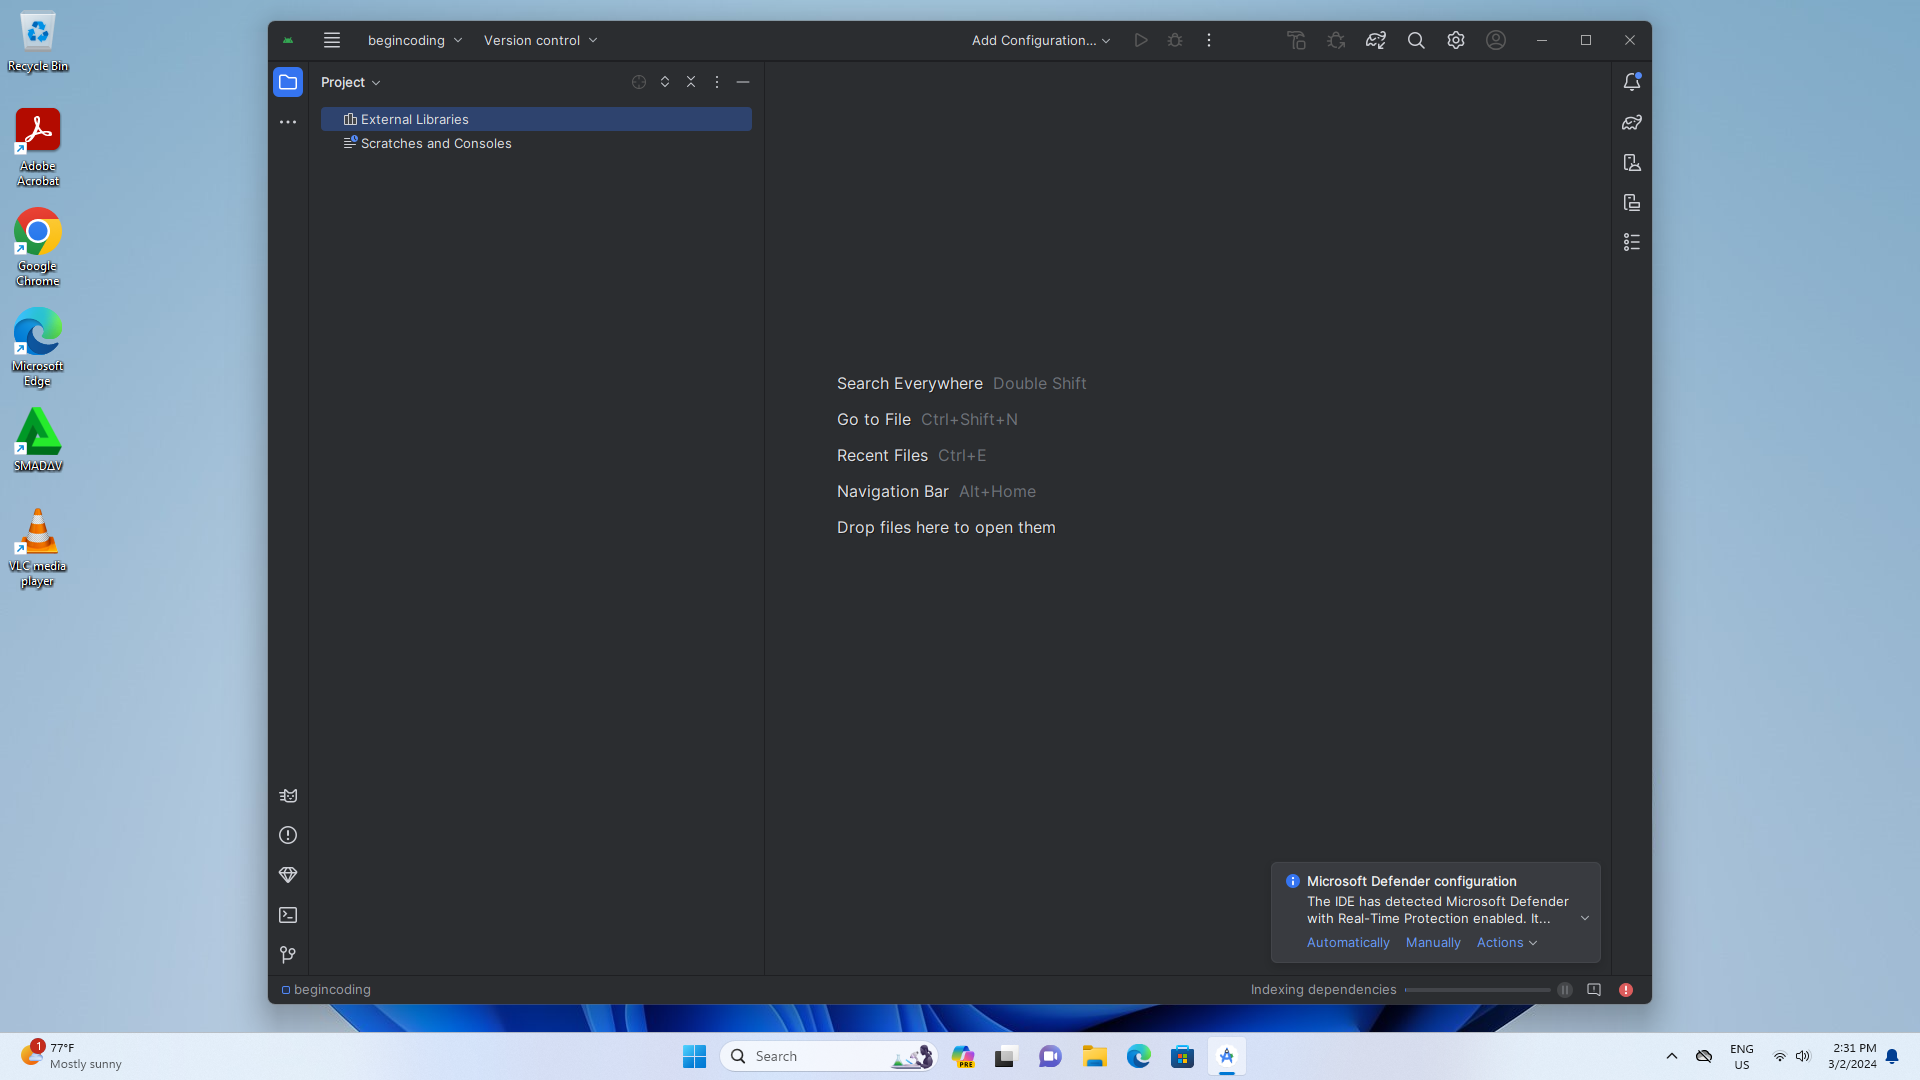 Recycle Bin
Adobe
Acrobat
Google
Chrome
Microsoft
Edge
SMADΔV
VLC media
player
begincoding
Version control
Add Configuration...
Project
External Libraries
Scratches and Consoles
Search Everywhere Double Shift
Go to File Ctrl+Shift+N
Recent Files Ctrl+E
Navigation Bar Alt+Home
Drop files here to open them
Microsoft Defender configuration
The IDE has detected Microsoft Defender
with Real-Time Protection enabled. It...
Automatically Manually Actions
begincoding
Indexing dependencies
1
77°F
Mostly sunny
Search
PRE
ENG
US
2:31 PM
3/2/2024